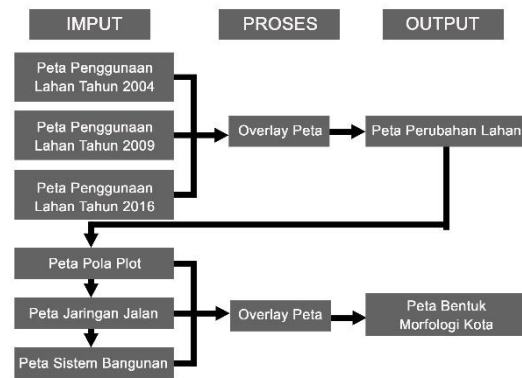 IMPUT
PROSES
OUTPUT
Peta Penggunaan
Lahan Tahun 2004
Peta Penggunaan
Lahan Tahun 2009
Overlay Peta
Peta Perubahan Lahan
Peta Penggunaan
Lahan Tahun 2016
Peta Pola Plot
Peta Jaringan Jalan
Overlay Peta
Peta Bentuk
Morfologi Kota
Peta Sistem Bangunan